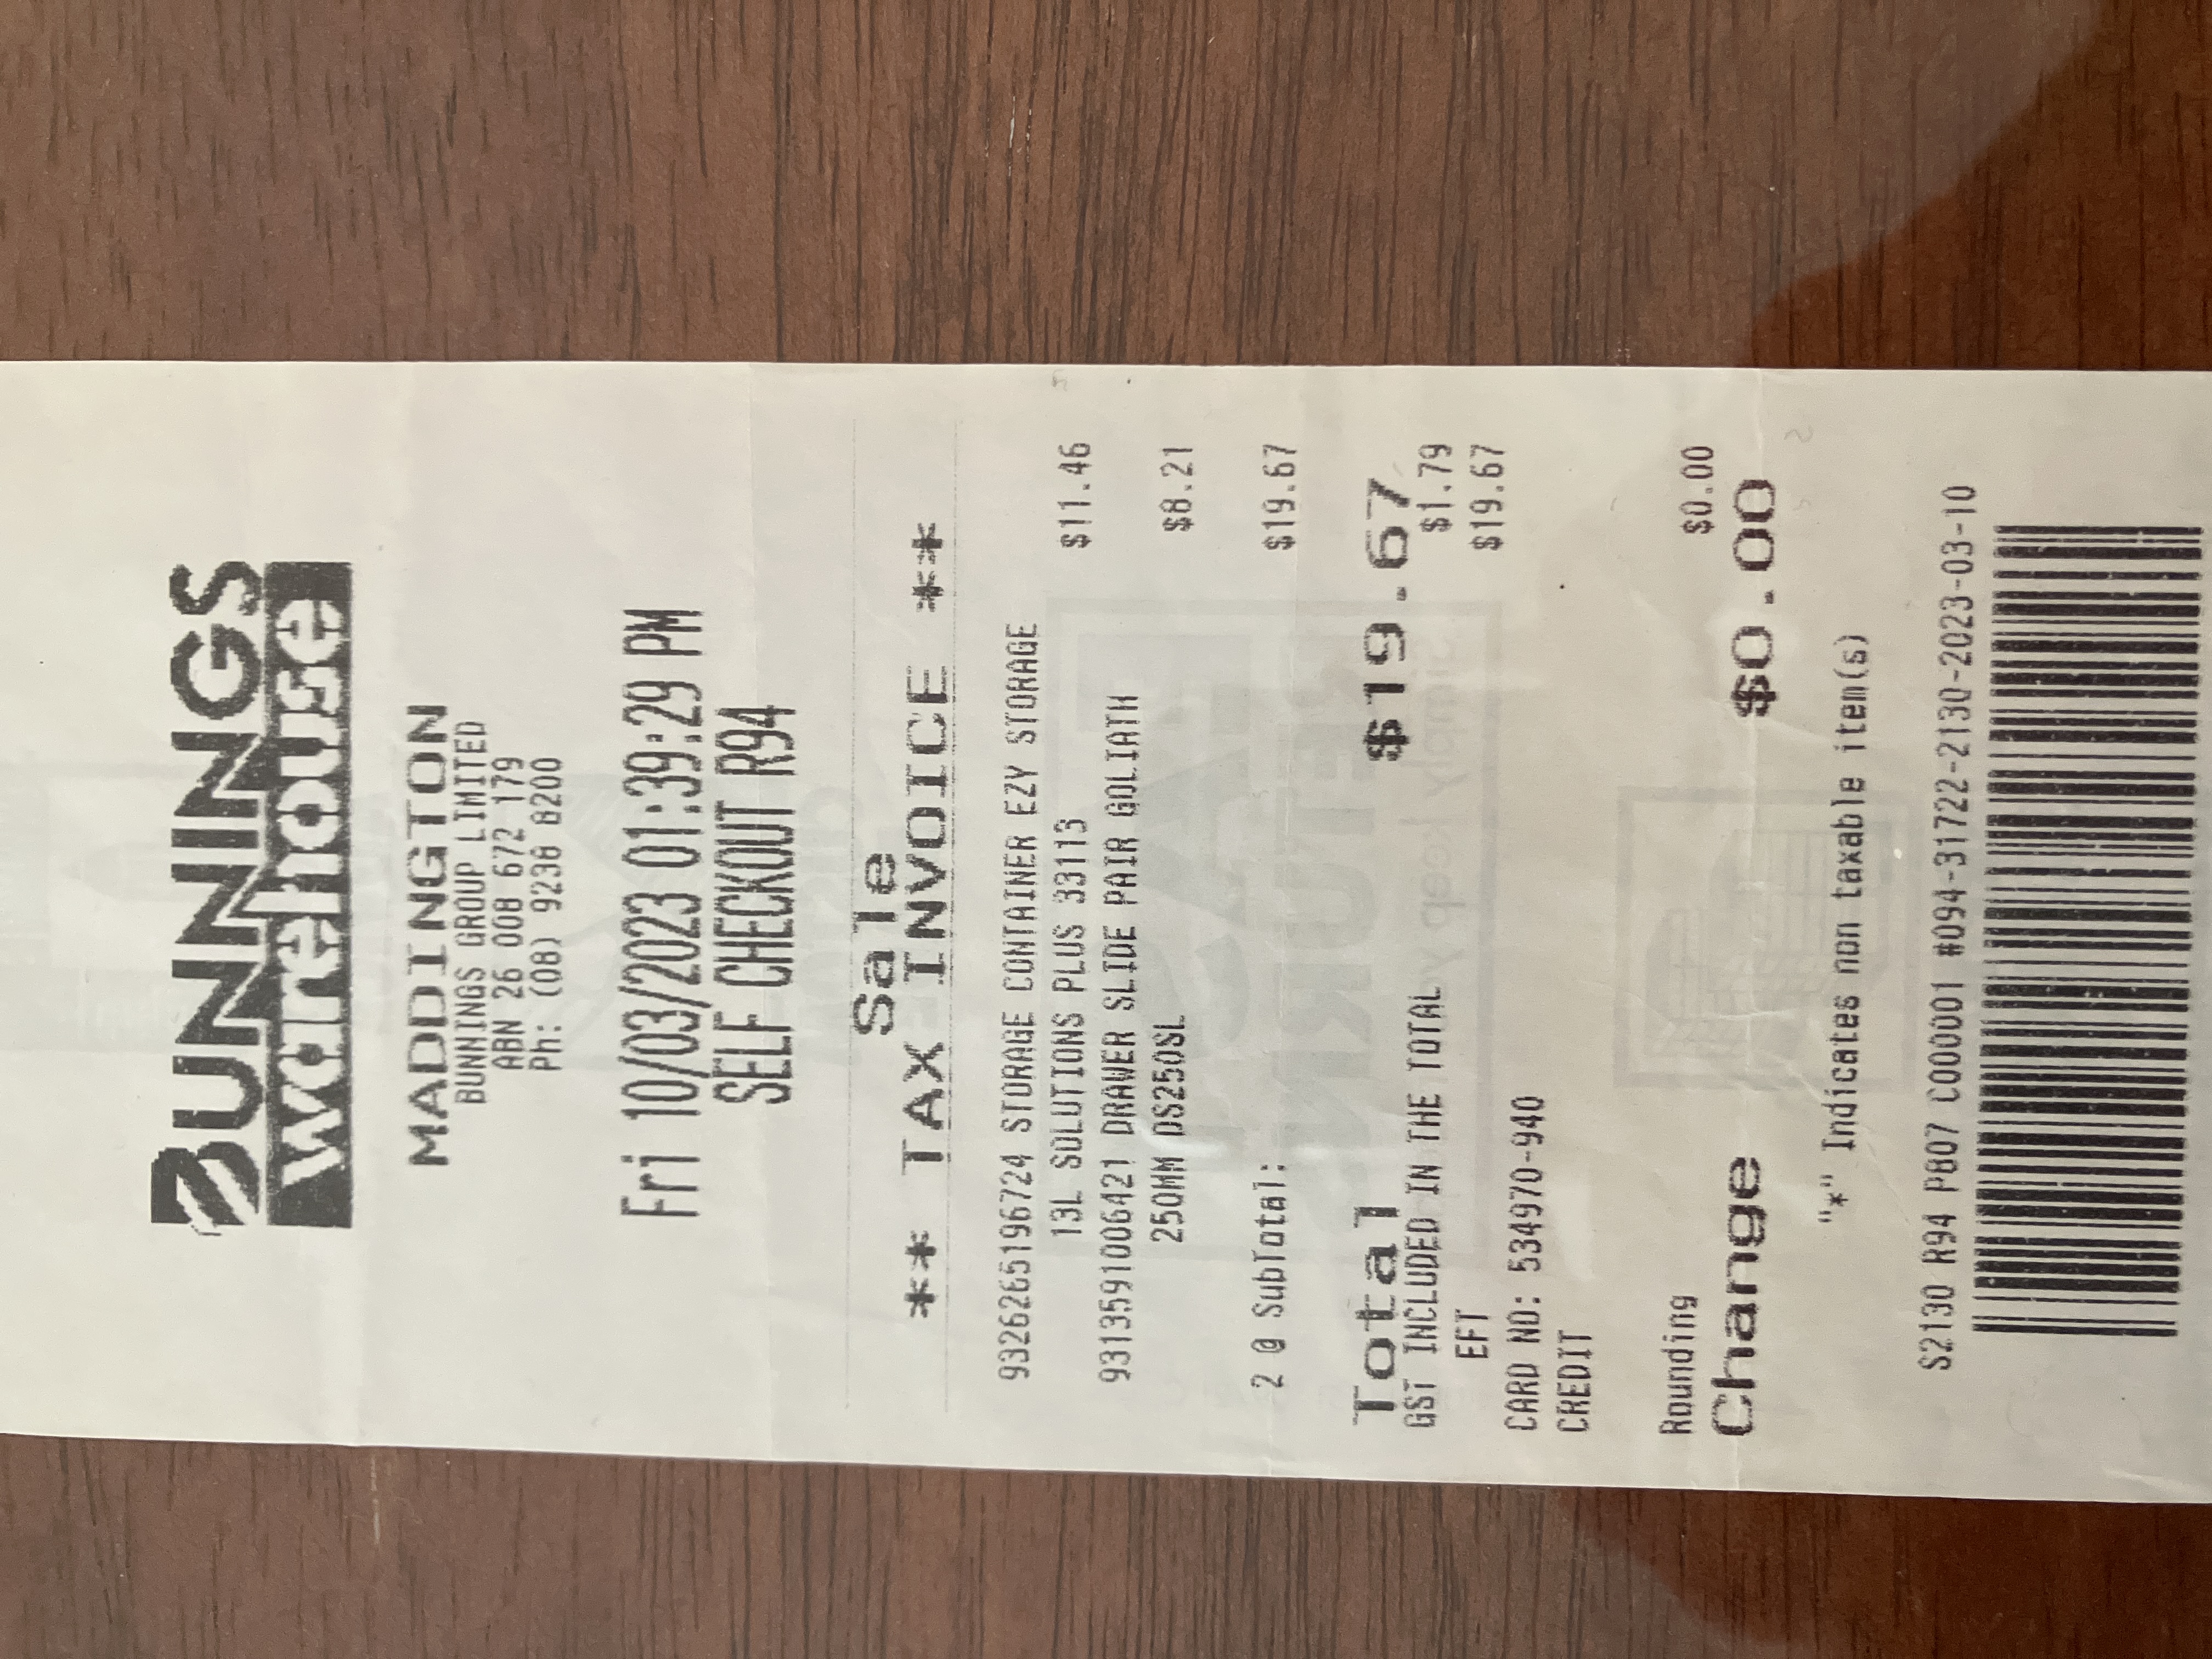 BUNNINGS
warehouse
MADDINGTON
BUNNINGS GROUP LIMITED
ABN 26 008 672 179
Ph: (08) 9238 8200
Fri 10/03/2023 01:39:29 PM
SELF CHECKOUT R94
Sale
** TAX INVOICE **
9326265196724 STORAGE CONTAINER EZY STORAGE
13L SOLUTIONS PLUS 33113 $11.46
9313591006421 DRAWER SLIDE PAIR GOLIATH
250MM DS250SL $8.21
2 @ SubTotal: $19.67
Total $19.67
GST INCLUDED IN THE TOTAL $1.79
EFT $19.67
CARD NO: 534970-940
CREDIT
Rounding $0.00
Change $0.00
"*" Indicates non taxable item(s)
S2130 R94 P807 C000001 #094-31722-2130-2023-03-10